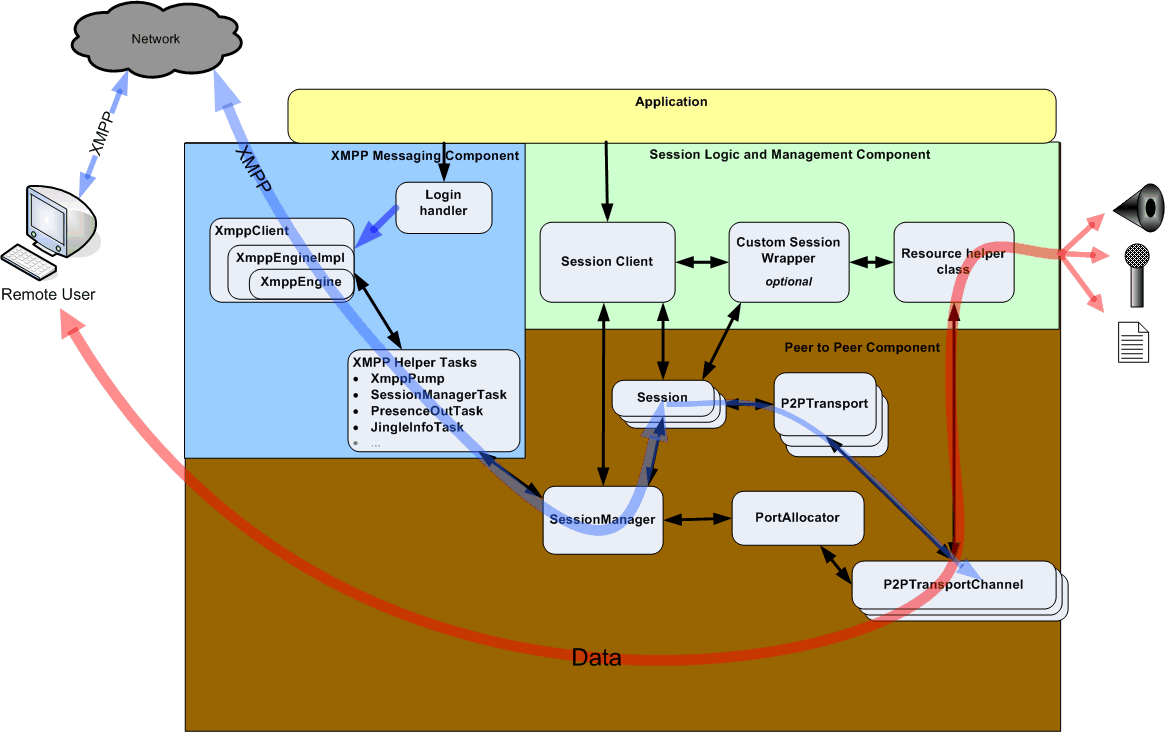 Network
Application
XMPP
XMPP
XMPP Messaging Component
Session Logic and Management Component
Login
handler
XmppClient
XmppEngineImpl
XmppEngine
Session Client
Custom Session
Wrapper
optional
Resource helper
class
Remote User
Peer to Peer Component
XMPP Helper Tasks
• XmppPump
• SessionManagerTask
• PresenceOutTask
• JingleInfoTask
• ...
Session
P2PTransport
SessionManager
PortAllocator
P2PTransportChannel
Data